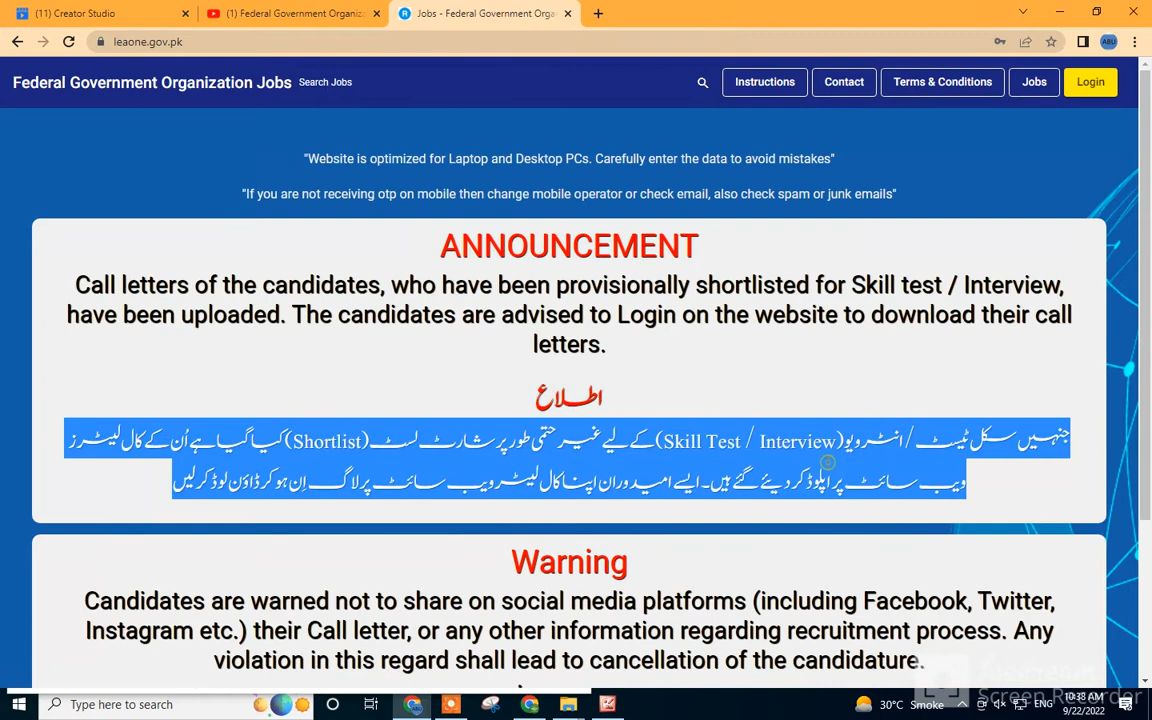 (11) Creator Studio
(1) Federal Government Organiz
Jobs - Federal Government Orga
leaone.gov.pk
ABU
Federal Government Organization Jobs
Search Jobs
Instructions
Contact
Terms & Conditions
Jobs
Login
"Website is optimized for Laptop and Desktop PCs. Carefully enter the data to avoid mistakes"
"If you are not receiving otp on mobile then change mobile operator or check email, also check spam or junk emails"
ANNOUNCEMENT
Call letters of the candidates, who have been provisionally shortlisted for Skill test / Interview,
have been uploaded. The candidates are advised to Login on the website to download their call
letters.
اطلاع
جنہیں سکل ٹیسٹ / انٹرویو(Skill Test / Interview)کے لیے غیر حتمی طور پر شارٹ لسٹ(Shortlist)کیا گیا ہے اُن کے کال لیٹرز
ویب سائٹ پر اپلوڈ کر دیئے گئے ہیں۔ ایسے امیدوران اپنا کال لیٹر ویب سائٹ پر لاگ اِن ہو کر ڈاؤن لوڈ کر لیں
Warning
Candidates are warned not to share on social media platforms (including Facebook, Twitter,
Instagram etc.) their Call letter, or any other information regarding recruitment process. Any
violation in this regard shall lead to cancellation of the candidature.
Screen Recorder
Type here to search
30°C Smoke
ENG
10:38 AM
9/22/2022